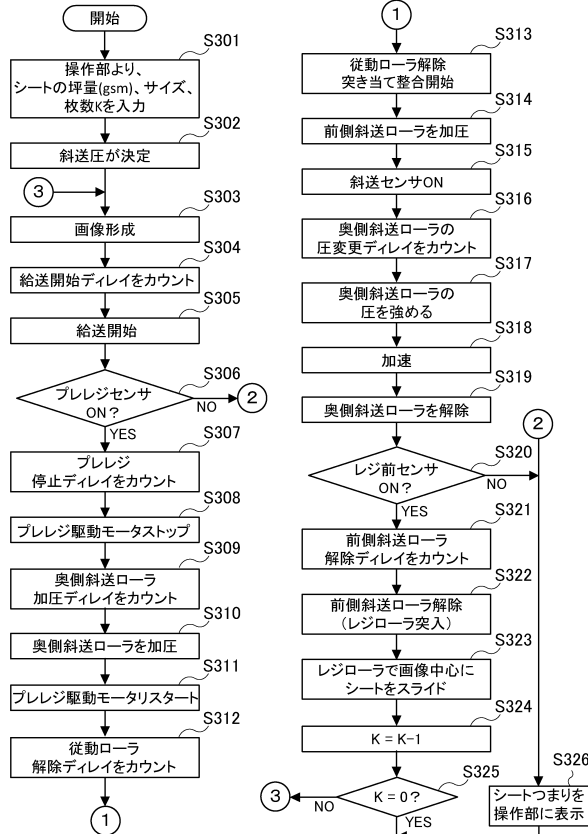 開始
S301
操作部より、
シートの坪量(gsm)、サイズ、
枚数Kを入力
S302
斜送圧が決定
3
S303
画像形成
S304
給送開始ディレイをカウント
S305
給送開始
S306
プレレジセンサ
ON？
NO
2
YES
S307
プレレジ
停止ディレイをカウント
S308
プレレジ駆動モータストップ
S309
奥側斜送ローラ
加圧ディレイをカウント
S310
奥側斜送ローラを加圧
S311
プレレジ駆動モータリスタート
S312
従動ローラ
解除ディレイをカウント
1
1
S313
従動ローラ解除
突き当て整合開始
S314
前側斜送ローラを加圧
S315
斜送センサON
S316
奥側斜送ローラの
圧変更ディレイをカウント
S317
奥側斜送ローラの
圧を強める
S318
加速
S319
奥側斜送ローラを解除
2
S320
レジ前センサ
ON？
NO
YES
S321
前側斜送ローラ
解除ディレイをカウント
S322
前側斜送ローラ解除
（レジローラ突入）
S323
レジローラで画像中心に
シートをスライド
S324
K = K-1
S325
K = 0？
3
NO
YES
S326
シートつまりを
操作部に表示